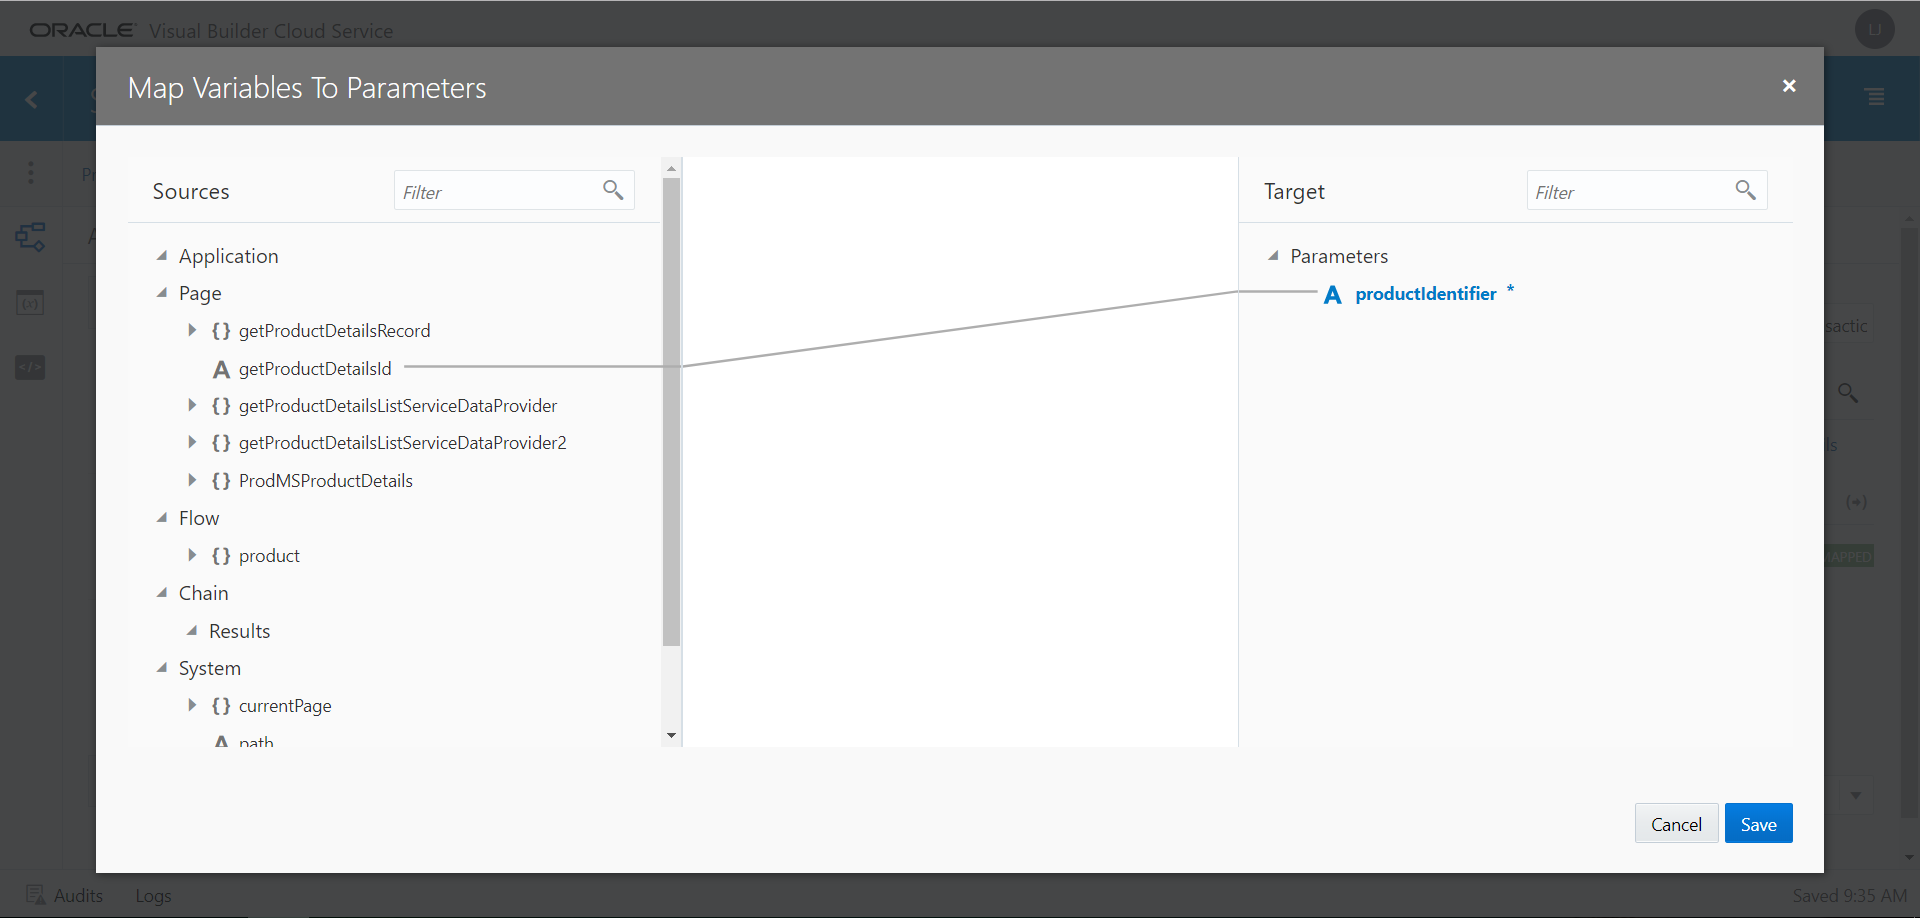 ORACLE Visual Builder Cloud Service
LJ
Map Variables To Parameters
Sources
Filter
Target
Filter
Application
Page
{} getProductDetailsRecord
A getProductDetailsId
{} getProductDetailsListServiceDataProvider
{} getProductDetailsListServiceDataProvider2
{} ProdMSProductDetails
Flow
{} product
Chain
Results
System
{} currentPage
A path
Parameters
A productIdentifier *
Cancel
Save
Audits
Logs
Saved 9:35 AM